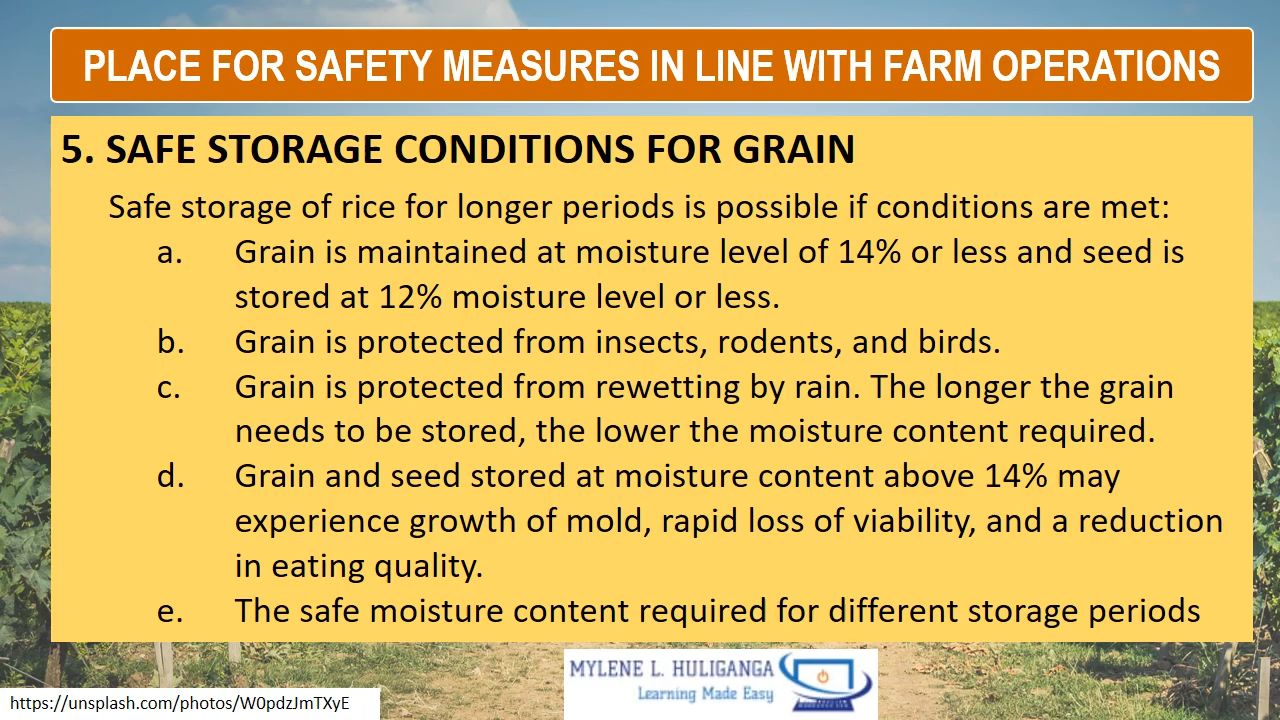 PLACE FOR SAFETY MEASURES IN LINE WITH FARM OPERATIONS
5. SAFE STORAGE CONDITIONS FOR GRAIN
Safe storage of rice for longer periods is possible if conditions are met:
a. Grain is maintained at moisture level of 14% or less and seed is
stored at 12% moisture level or less.
b. Grain is protected from insects, rodents, and birds.
c. Grain is protected from rewetting by rain. The longer the grain
needs to be stored, the lower the moisture content required.
d. Grain and seed stored at moisture content above 14% may
experience growth of mold, rapid loss of viability, and a reduction
in eating quality.
e. The safe moisture content required for different storage periods
MYLENE L. HULIGANGA
Learning Made Easy
https://unsplash.com/photos/W0pdzJmTXyE